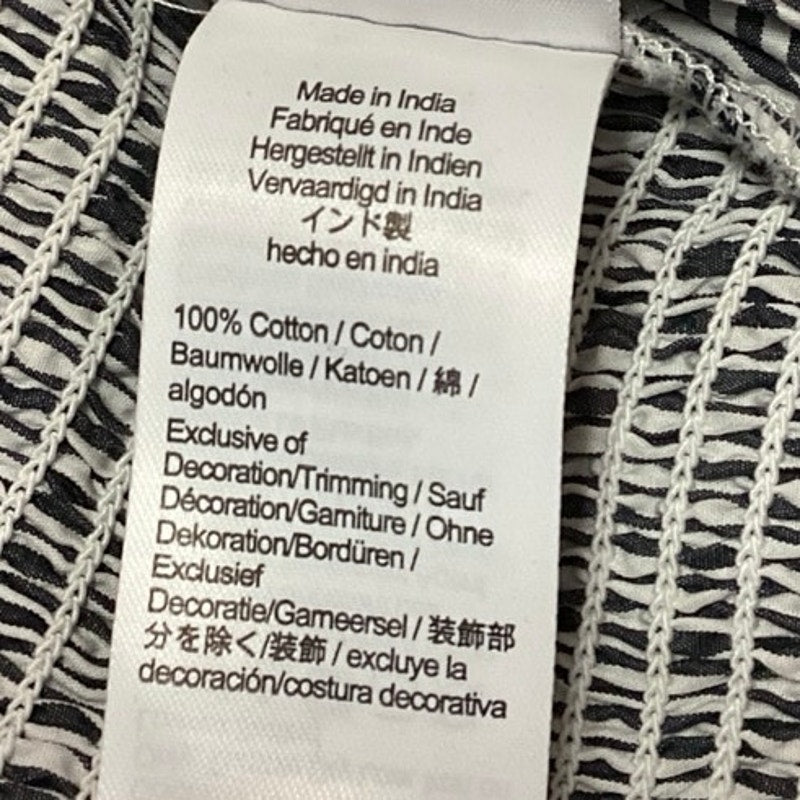 Made in India
Fabriqué en Inde
Hergestellt in Indien
Vervaardigd in India
インド製
hecho en india
100% Cotton / Coton /
Baumwolle / Katoen / 綿 /
algodón
Exclusive of
Decoration/Trimming / Sauf
Décoration/Garniture / Ohne
Dekoration/Bordüren /
Exclusief
Decoratie/Garneersel / 装飾部
分を除く/装飾 / excluye la
decoración/costura decorativa